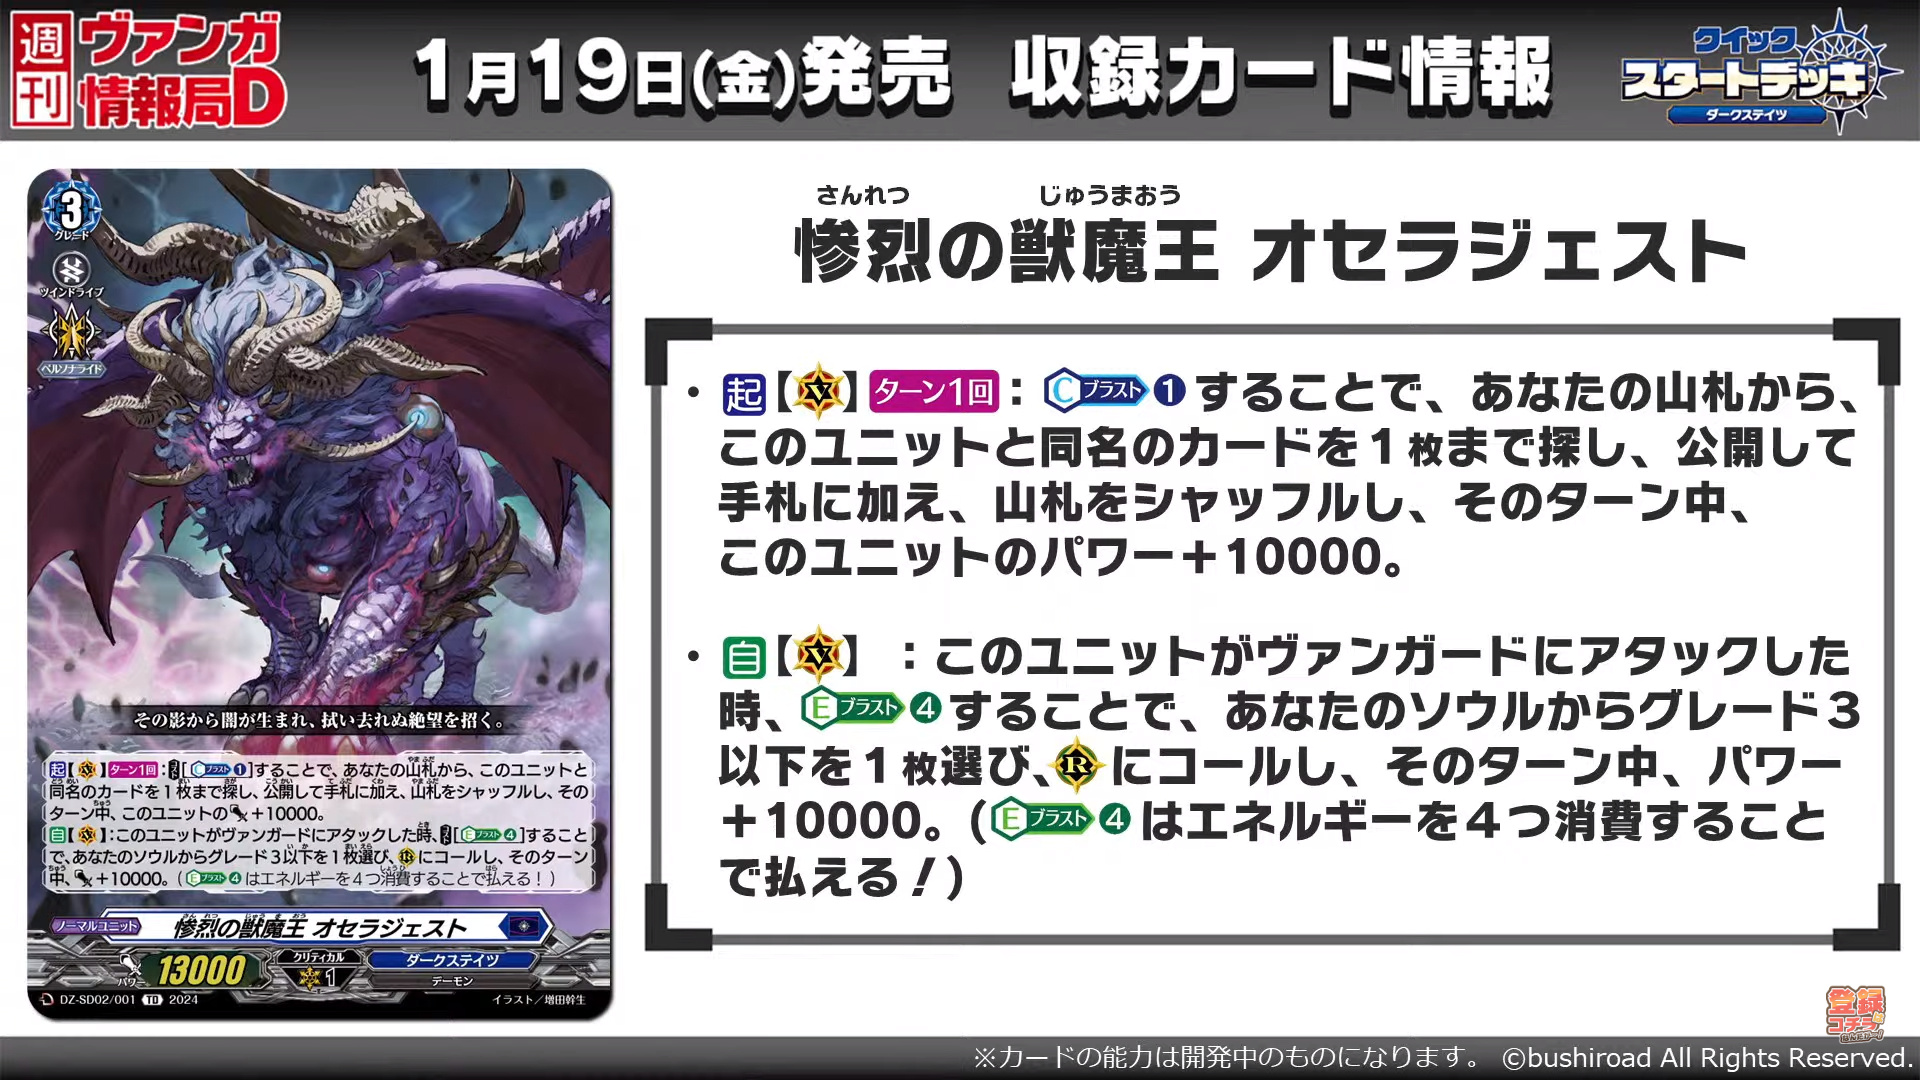 週刊
ヴァンガ
情報局D
1月19日(金)発売 収録カード情報
クイック
スタートデッキ
ダークステイツ
3
グレード
ツインドライブ
ペルソナライド
その影から闇が生まれ、拭い去れぬ絶望を招く。
起【V】ターン1回:コスト[Cブラスト1]することで、あなたの山札から、このユニットと
同名のカードを1枚まで探し、公開して手札に加え、山札をシャッフルし、その
ターン中、このユニットの+10000。
自【V】:このユニットがヴァンガードにアタックした時、コスト[Eブラスト4]すること
で、あなたのソウルからグレード3以下を1枚選び、Rにコールし、そのターン
中、+10000。(Eブラスト4はエネルギーを4つ消費することで払える!)
ノーマルユニット
さんれつ じゅうまおう
惨烈の獣魔王 オセラジェスト
パワー 13000
クリティカル
1
ダークステイツ
デーモン
DZ-SD02/001 TD 2024
イラスト/増田幹生
さんれつ じゅうまおう
惨烈の獣魔王 オセラジェスト
・起【V】ターン1回:Cブラスト1することで、あなたの山札から、
このユニットと同名のカードを1枚まで探し、公開して
手札に加え、山札をシャッフルし、そのターン中、
このユニットのパワー+10000。
・自【V】 :このユニットがヴァンガードにアタックした
時、Eブラスト4することで、あなたのソウルからグレード3
以下を1枚選び、Rにコールし、そのターン中、パワー
+10000。(Eブラスト4はエネルギーを4つ消費すること
で払える!)
登録
コチラ
※カードの能力は開発中のものになります。 ©bushiroad All Rights Reserved.